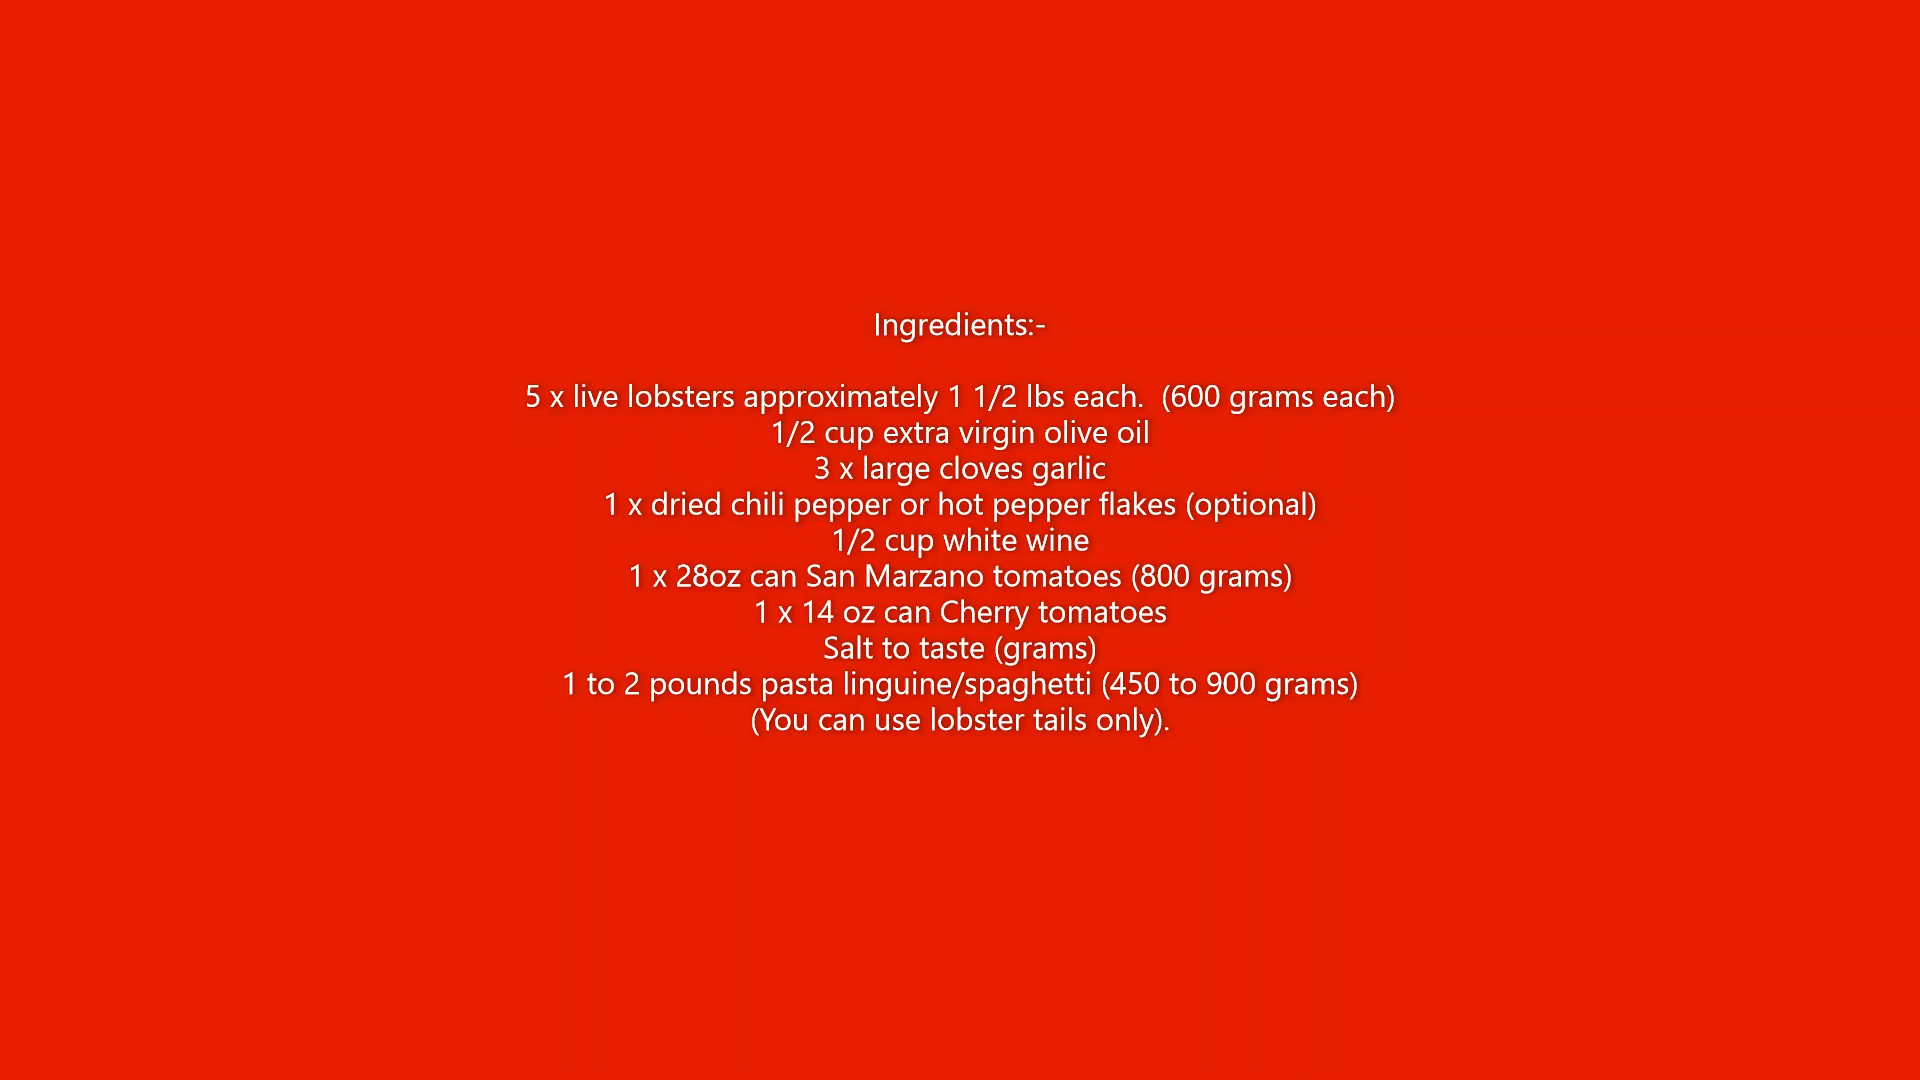 Ingredients:-
5 x live lobsters approximately 1 1/2 lbs each.  (600 grams each)
1/2 cup extra virgin olive oil
3 x large cloves garlic
1 x dried chili pepper or hot pepper flakes (optional)
1/2 cup white wine
1 x 28oz can San Marzano tomatoes (800 grams)
1 x 14 oz can Cherry tomatoes
Salt to taste (grams)
1 to 2 pounds pasta linguine/spaghetti (450 to 900 grams)
(You can use lobster tails only).